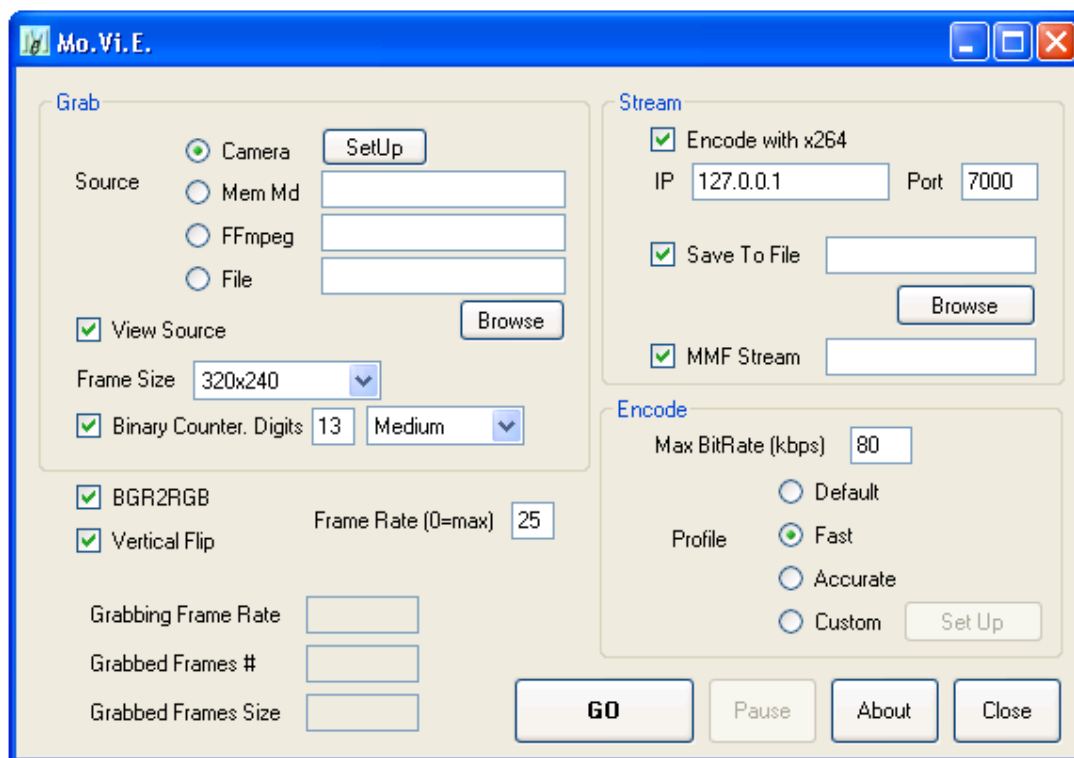 Mo.Vi.E.
Grab
Source
Camera SetUp
Mem Md
FFmpeg
File
Browse
View Source
Frame Size 320x240
Binary Counter. Digits 13 Medium
BGR2RGB
Vertical Flip
Frame Rate (0=max) 25
Grabbing Frame Rate
Grabbed Frames #
Grabbed Frames Size
Stream
Encode with x264
IP 127.0.0.1 Port 7000
Save To File
Browse
MMF Stream
Encode
Max BitRate (kbps) 80
Profile
Default
Fast
Accurate
Custom Set Up
GO Pause About Close